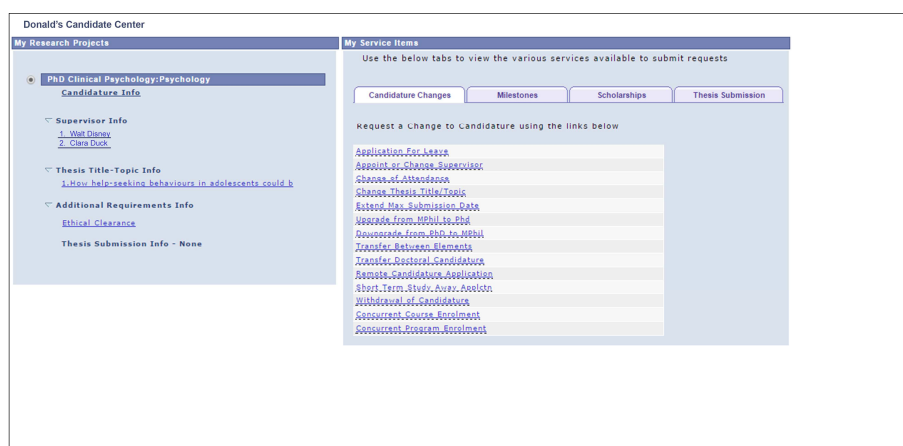 Donald's Candidate Center
My Research Projects
PhD Clinical Psychology:Psychology
Candidature Info
Supervisor Info
1. Walt Disney
2. Clara Duck
Thesis Title-Topic Info
1.How help-seeking behaviours in adolescents could b
Additional Requirements Info
Ethical Clearance
Thesis Submission Info - None
My Service Items
Use the below tabs to view the various services available to submit requests
Candidature Changes
Milestones
Scholarships
Thesis Submission
Request a Change to Candidature using the links below
Application For Leave
Appoint or Change Supervisor
Change of Attendance
Change Thesis Title/Topic
Extend Max Submission Date
Upgrade from MPhil to Phd
Downgrade from PhD to MPhil
Transfer Between Elements
Transfer Doctoral Candidature
Remote Candidature Application
Short Term Study Away Applctn
Withdrawal of Candidature
Concurrent Course Enrolment
Concurrent Program Enrolment